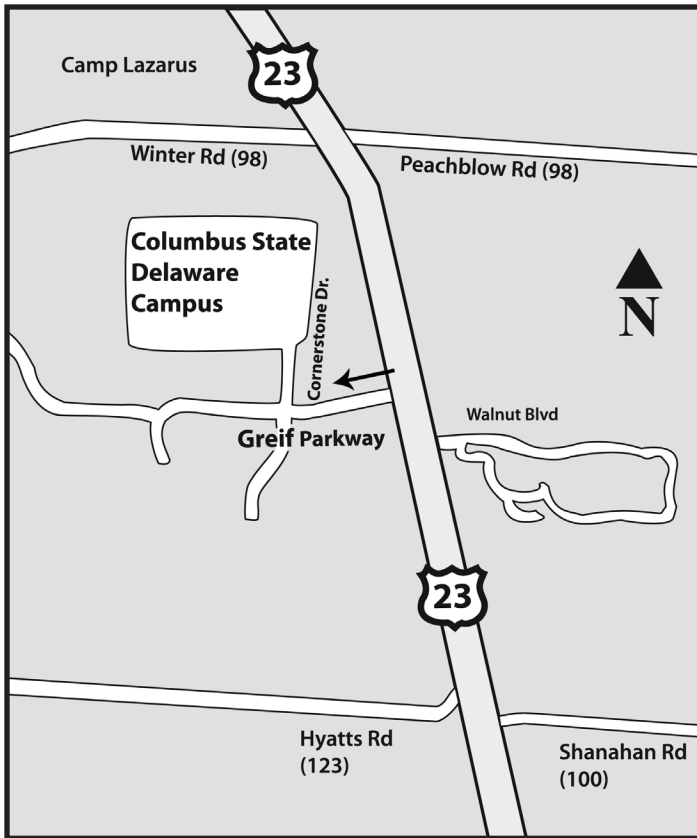 Camp Lazarus
23
Winter Rd (98)
Peachblow Rd (98)
Columbus State
Delaware
Campus
Cornerstone Dr.
N
Walnut Blvd
Greif Parkway
23
Hyatts Rd
(123)
Shanahan Rd
(100)